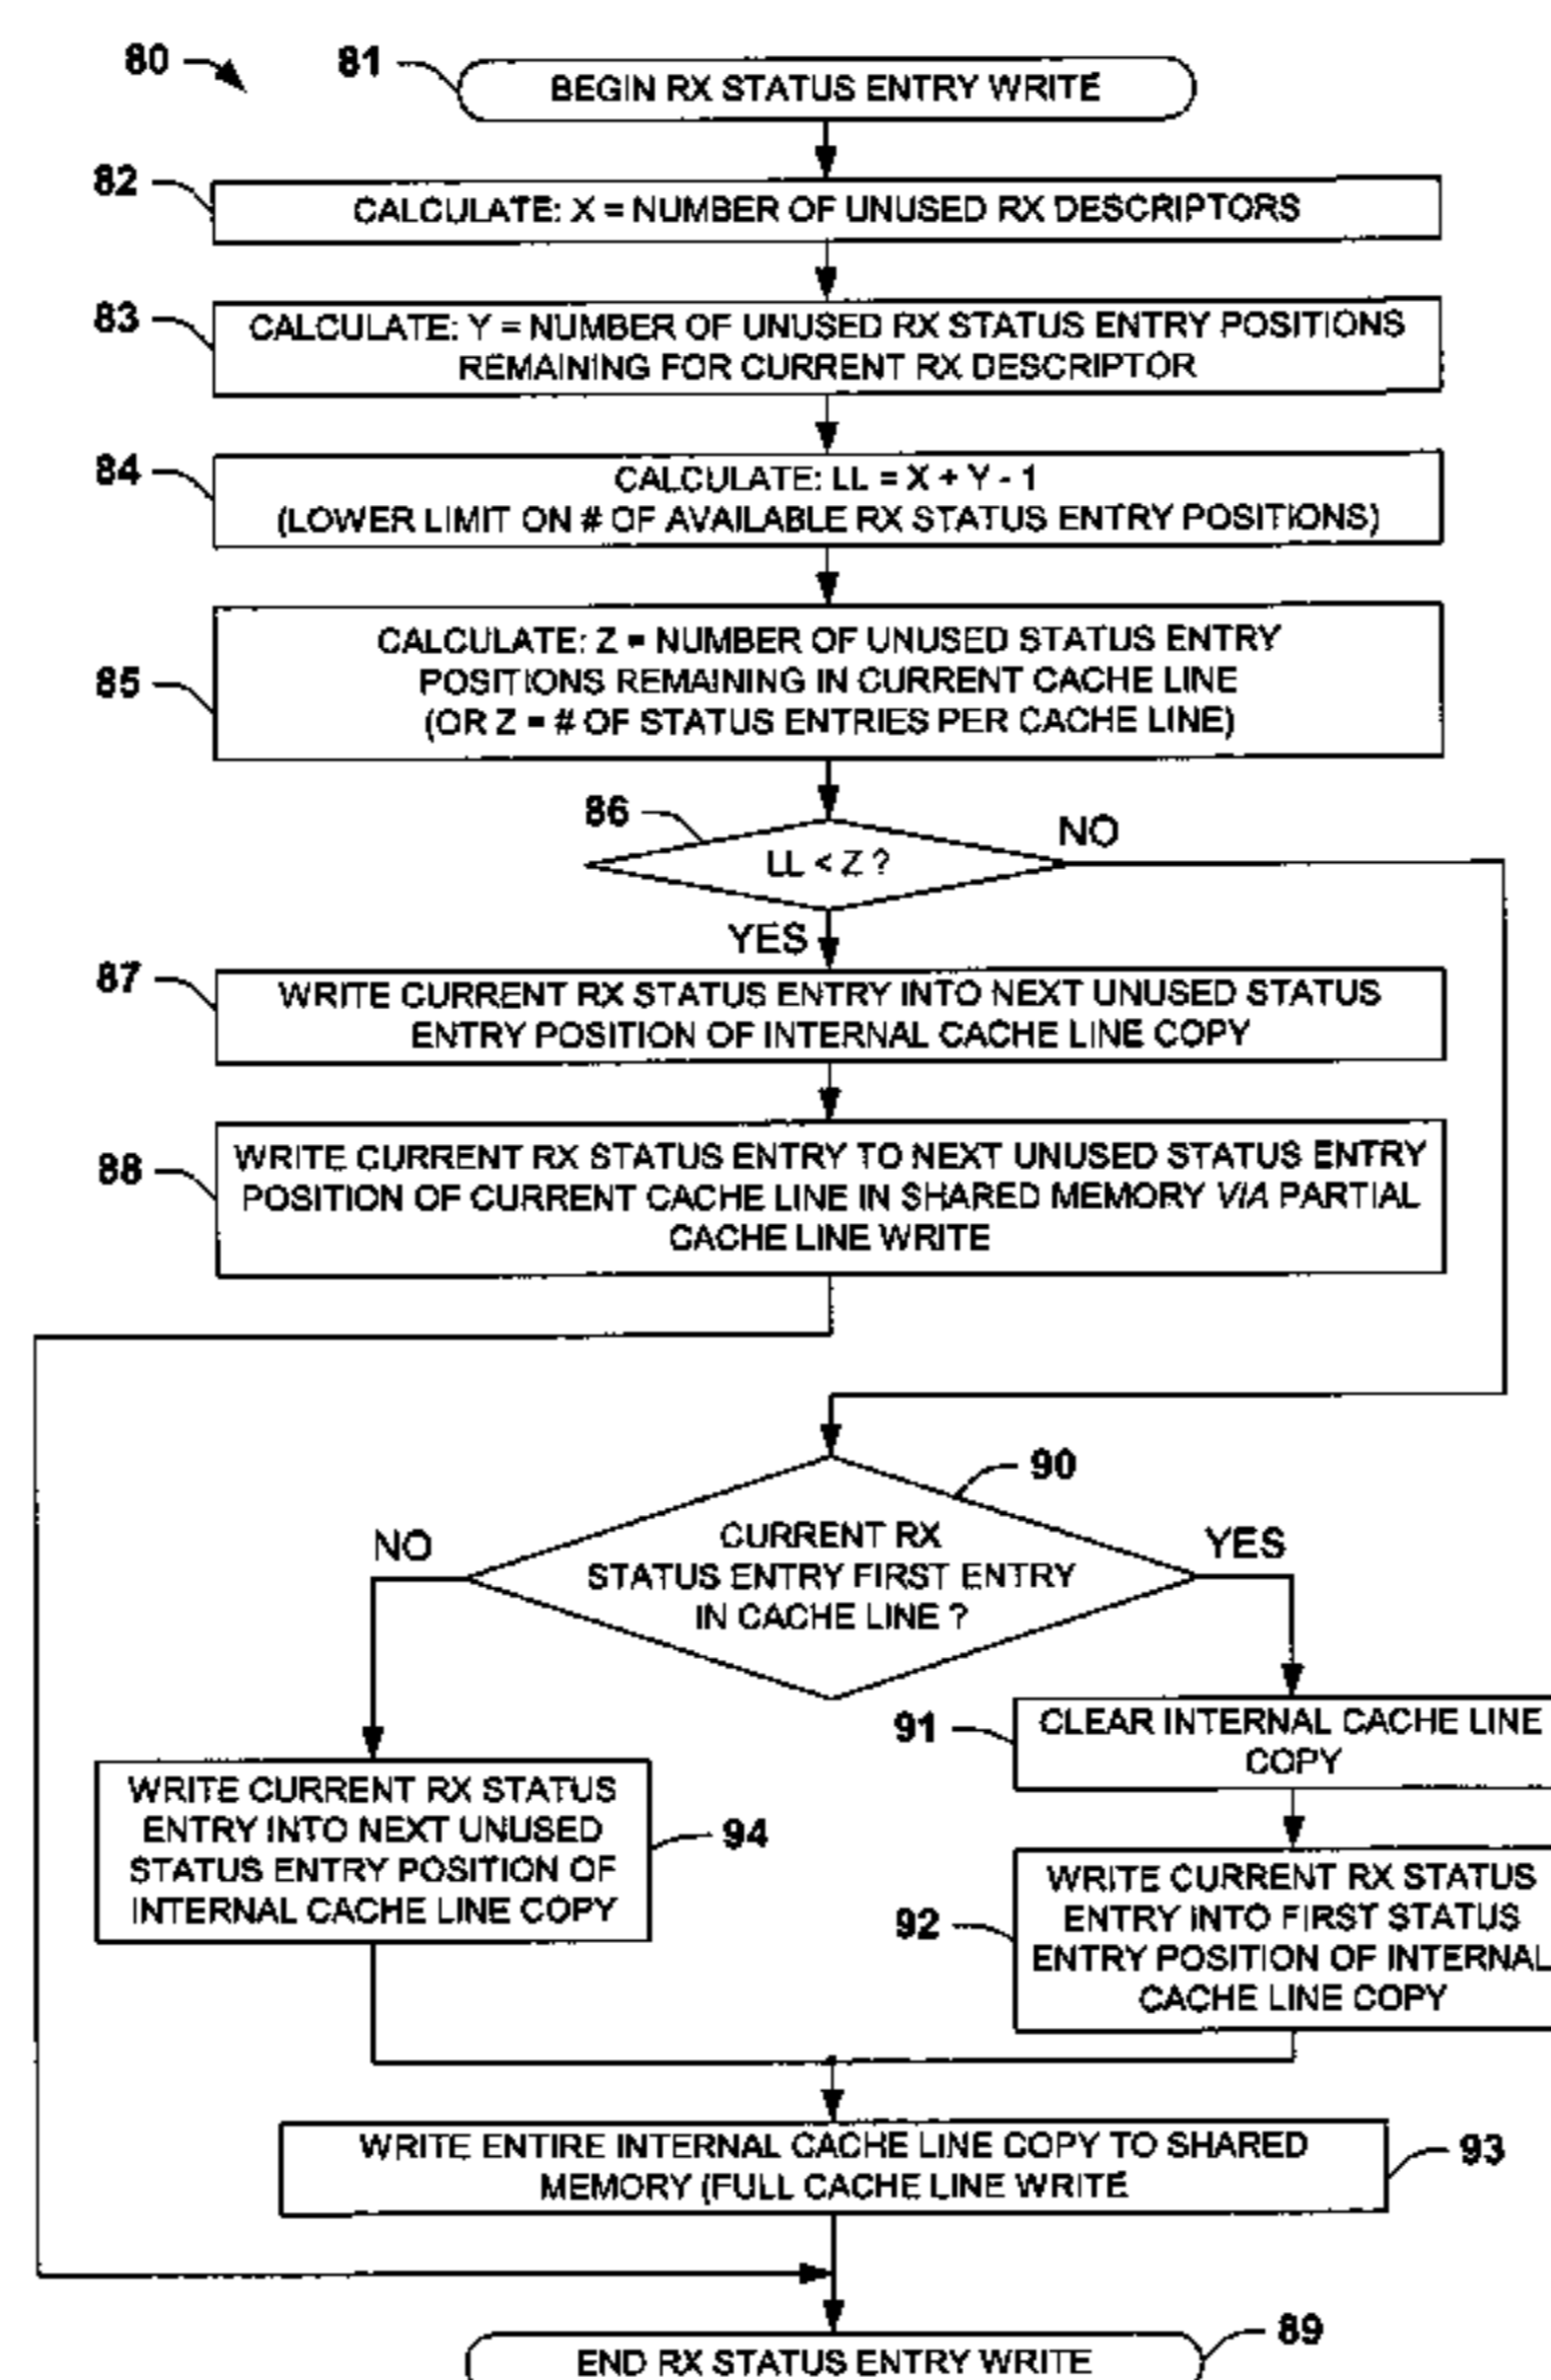 80
81
BEGIN RX STATUS ENTRY WRITE
82
CALCULATE: X = NUMBER OF UNUSED RX DESCRIPTORS
83
CALCULATE: Y = NUMBER OF UNUSED RX STATUS ENTRY POSITIONS
REMAINING FOR CURRENT RX DESCRIPTOR
84
CALCULATE: LL = X + Y - 1
(LOWER LIMIT ON # OF AVAILABLE RX STATUS ENTRY POSITIONS)
85
CALCULATE: Z = NUMBER OF UNUSED STATUS ENTRY
POSITIONS REMAINING IN CURRENT CACHE LINE
(OR Z = # OF STATUS ENTRIES PER CACHE LINE)
86
LL < Z ?
NO
YES
87
WRITE CURRENT RX STATUS ENTRY INTO NEXT UNUSED STATUS
ENTRY POSITION OF INTERNAL CACHE LINE COPY
88
WRITE CURRENT RX STATUS ENTRY TO NEXT UNUSED STATUS ENTRY
POSITION OF CURRENT CACHE LINE IN SHARED MEMORY VIA PARTIAL
CACHE LINE WRITE
90
NO
CURRENT RX
STATUS ENTRY FIRST ENTRY
IN CACHE LINE ?
YES
91
CLEAR INTERNAL CACHE LINE
COPY
WRITE CURRENT RX STATUS
ENTRY INTO NEXT UNUSED
STATUS ENTRY POSITION OF
INTERNAL CACHE LINE COPY
94
92
WRITE CURRENT RX STATUS
ENTRY INTO FIRST STATUS
ENTRY POSITION OF INTERNAL
CACHE LINE COPY
WRITE ENTIRE INTERNAL CACHE LINE COPY TO SHARED
MEMORY (FULL CACHE LINE WRITE
93
89
END RX STATUS ENTRY WRITE